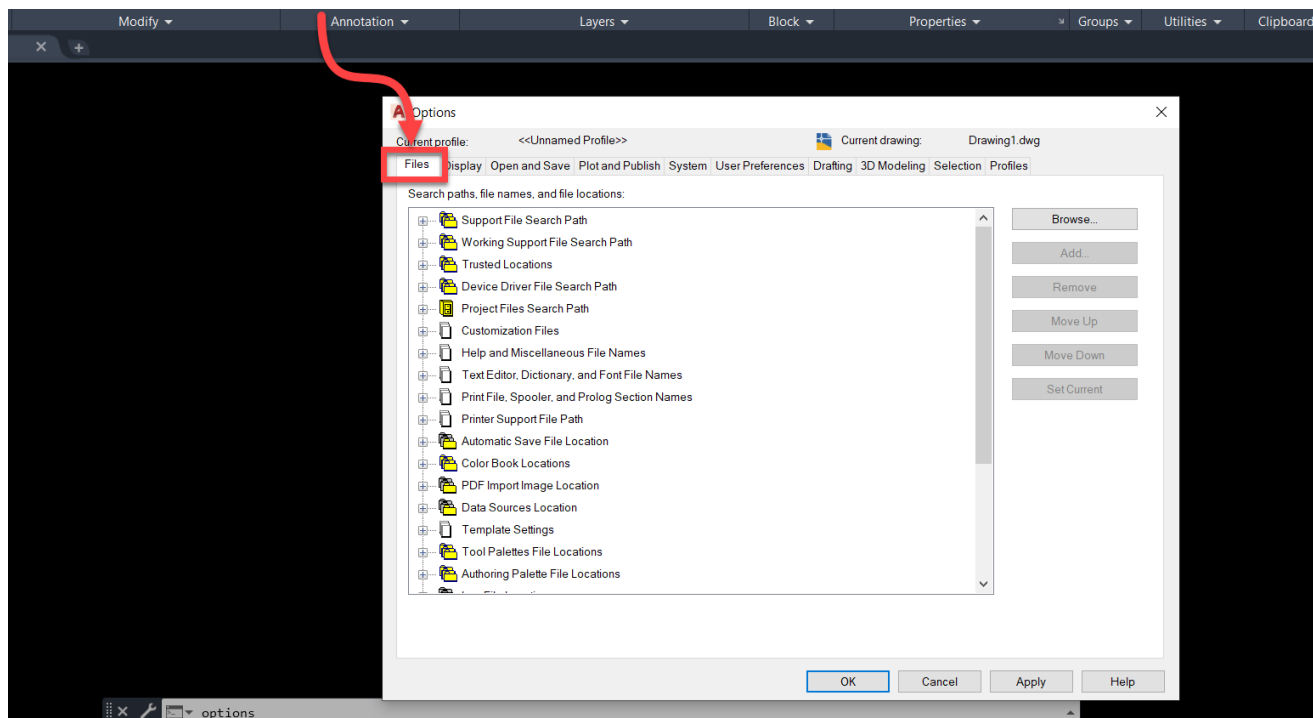 Modify Annotation Layers Block Properties Groups Utilities Clipboard
A Options
Current profile: <<Unnamed Profile>> Current drawing: Drawing1.dwg
Files Display Open and Save Plot and Publish System User Preferences Drafting 3D Modeling Selection Profiles
Search paths, file names, and file locations:
Support File Search Path
Browse...
Working Support File Search Path
Add...
Trusted Locations
Device Driver File Search Path
Remove
Project Files Search Path
Move Up
Customization Files
Help and Miscellaneous File Names
Move Down
Text Editor, Dictionary, and Font File Names
Set Current
Print File, Spooler, and Prolog Section Names
Printer Support File Path
Automatic Save File Location
Color Book Locations
PDF Import Image Location
Data Sources Location
Template Settings
Tool Palettes File Locations
Authoring Palette File Locations
OK Cancel Apply Help
options